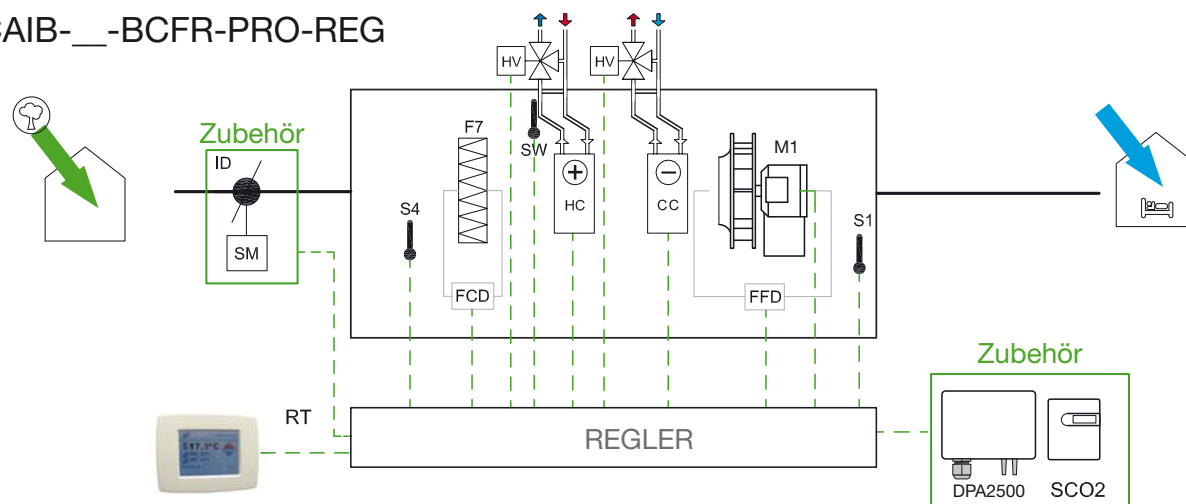 CAIB-__-BCFR-PRO-REG
HV
HV
Zubehör
ID
SM
S4
F7
FCD
SW
+
HC
−
CC
M1
FFD
S1
RT
REGLER
Zubehör
DPA2500
SCO2